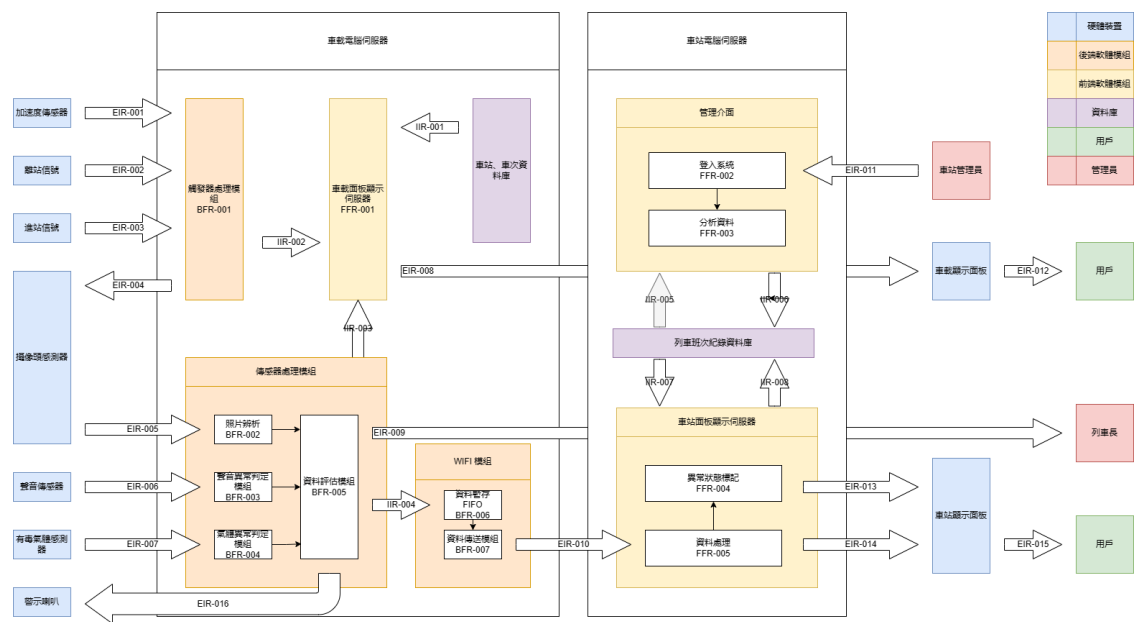 車載電腦伺服器
車站電腦伺服器
硬體裝置
後端軟體模組
前端軟體模組
資料庫
用戶
管理員
加速度傳感器
EIR-001
離站信號
EIR-002
進站信號
EIR-003
EIR-004
攝像頭感測器
EIR-005
聲音傳感器
EIR-006
有毒氣體感測
器
EIR-007
警示喇叭
EIR-016
觸發器處理模
組
BFR-001
IIR-002
車載面板顯示
伺服器
FFR-001
IIR-001
車站、車次資
料庫
EIR-008
IIR-003
傳感器處理模組
照片辨析
BFR-002
聲音異常判定
模組
BFR-003
氣體異常判定
模組
BFR-004
資料評估模組
BFR-005
EIR-009
IIR-004
WIFI 模組
資料暫存
FIFO
BFR-006
資料傳送模組
BFR-007
EIR-010
管理介面
登入系統
FFR-002
分析資料
FFR-003
EIR-011
車站管理員
IIR-005
IIR-006
列車班次紀錄資料庫
IIR-007
IIR-008
車站面板顯示伺服器
異常狀態標記
FFR-004
資料處理
FFR-005
車載顯示面板
EIR-012
用戶
列車長
EIR-013
EIR-014
車站顯示面板
EIR-015
用戶